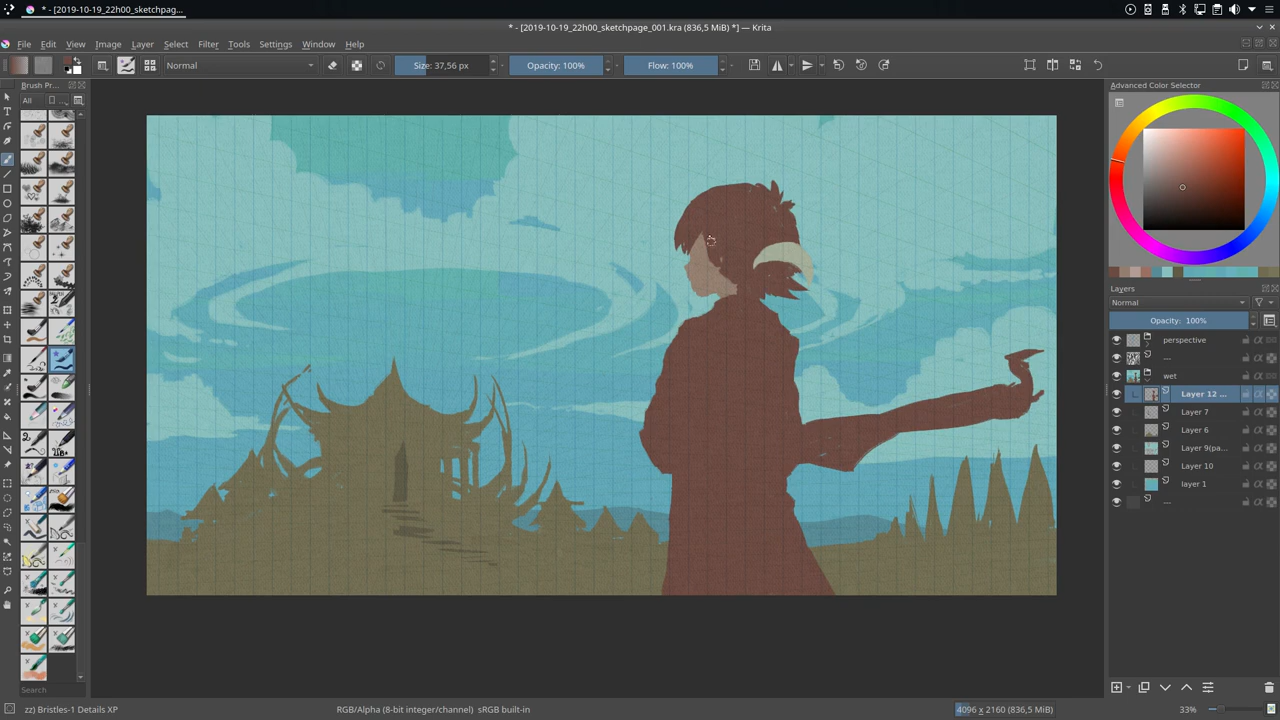 * - [2019-10-19_22h00_sketchpag...
* - [2019-10-19_22h00_sketchpage_001.kra (836,5 MiB) *] — Krita
File Edit View Image Layer Select Filter Tools Settings Window Help
Normal Size: 37,56 px Opacity: 100% Flow: 100%
Brush Pr...
All
Search
Advanced Color Selector
Layers
Normal
Opacity: 100%
perspective
...
wet
Layer 12 ...
Layer 7
Layer 6
Layer 9(pa...
Layer 10
layer 1
...
zz) Bristles-1 Details XP RGB/Alpha (8-bit integer/channel) sRGB built-in 4096 x 2160 (836,5 MiB) 33%